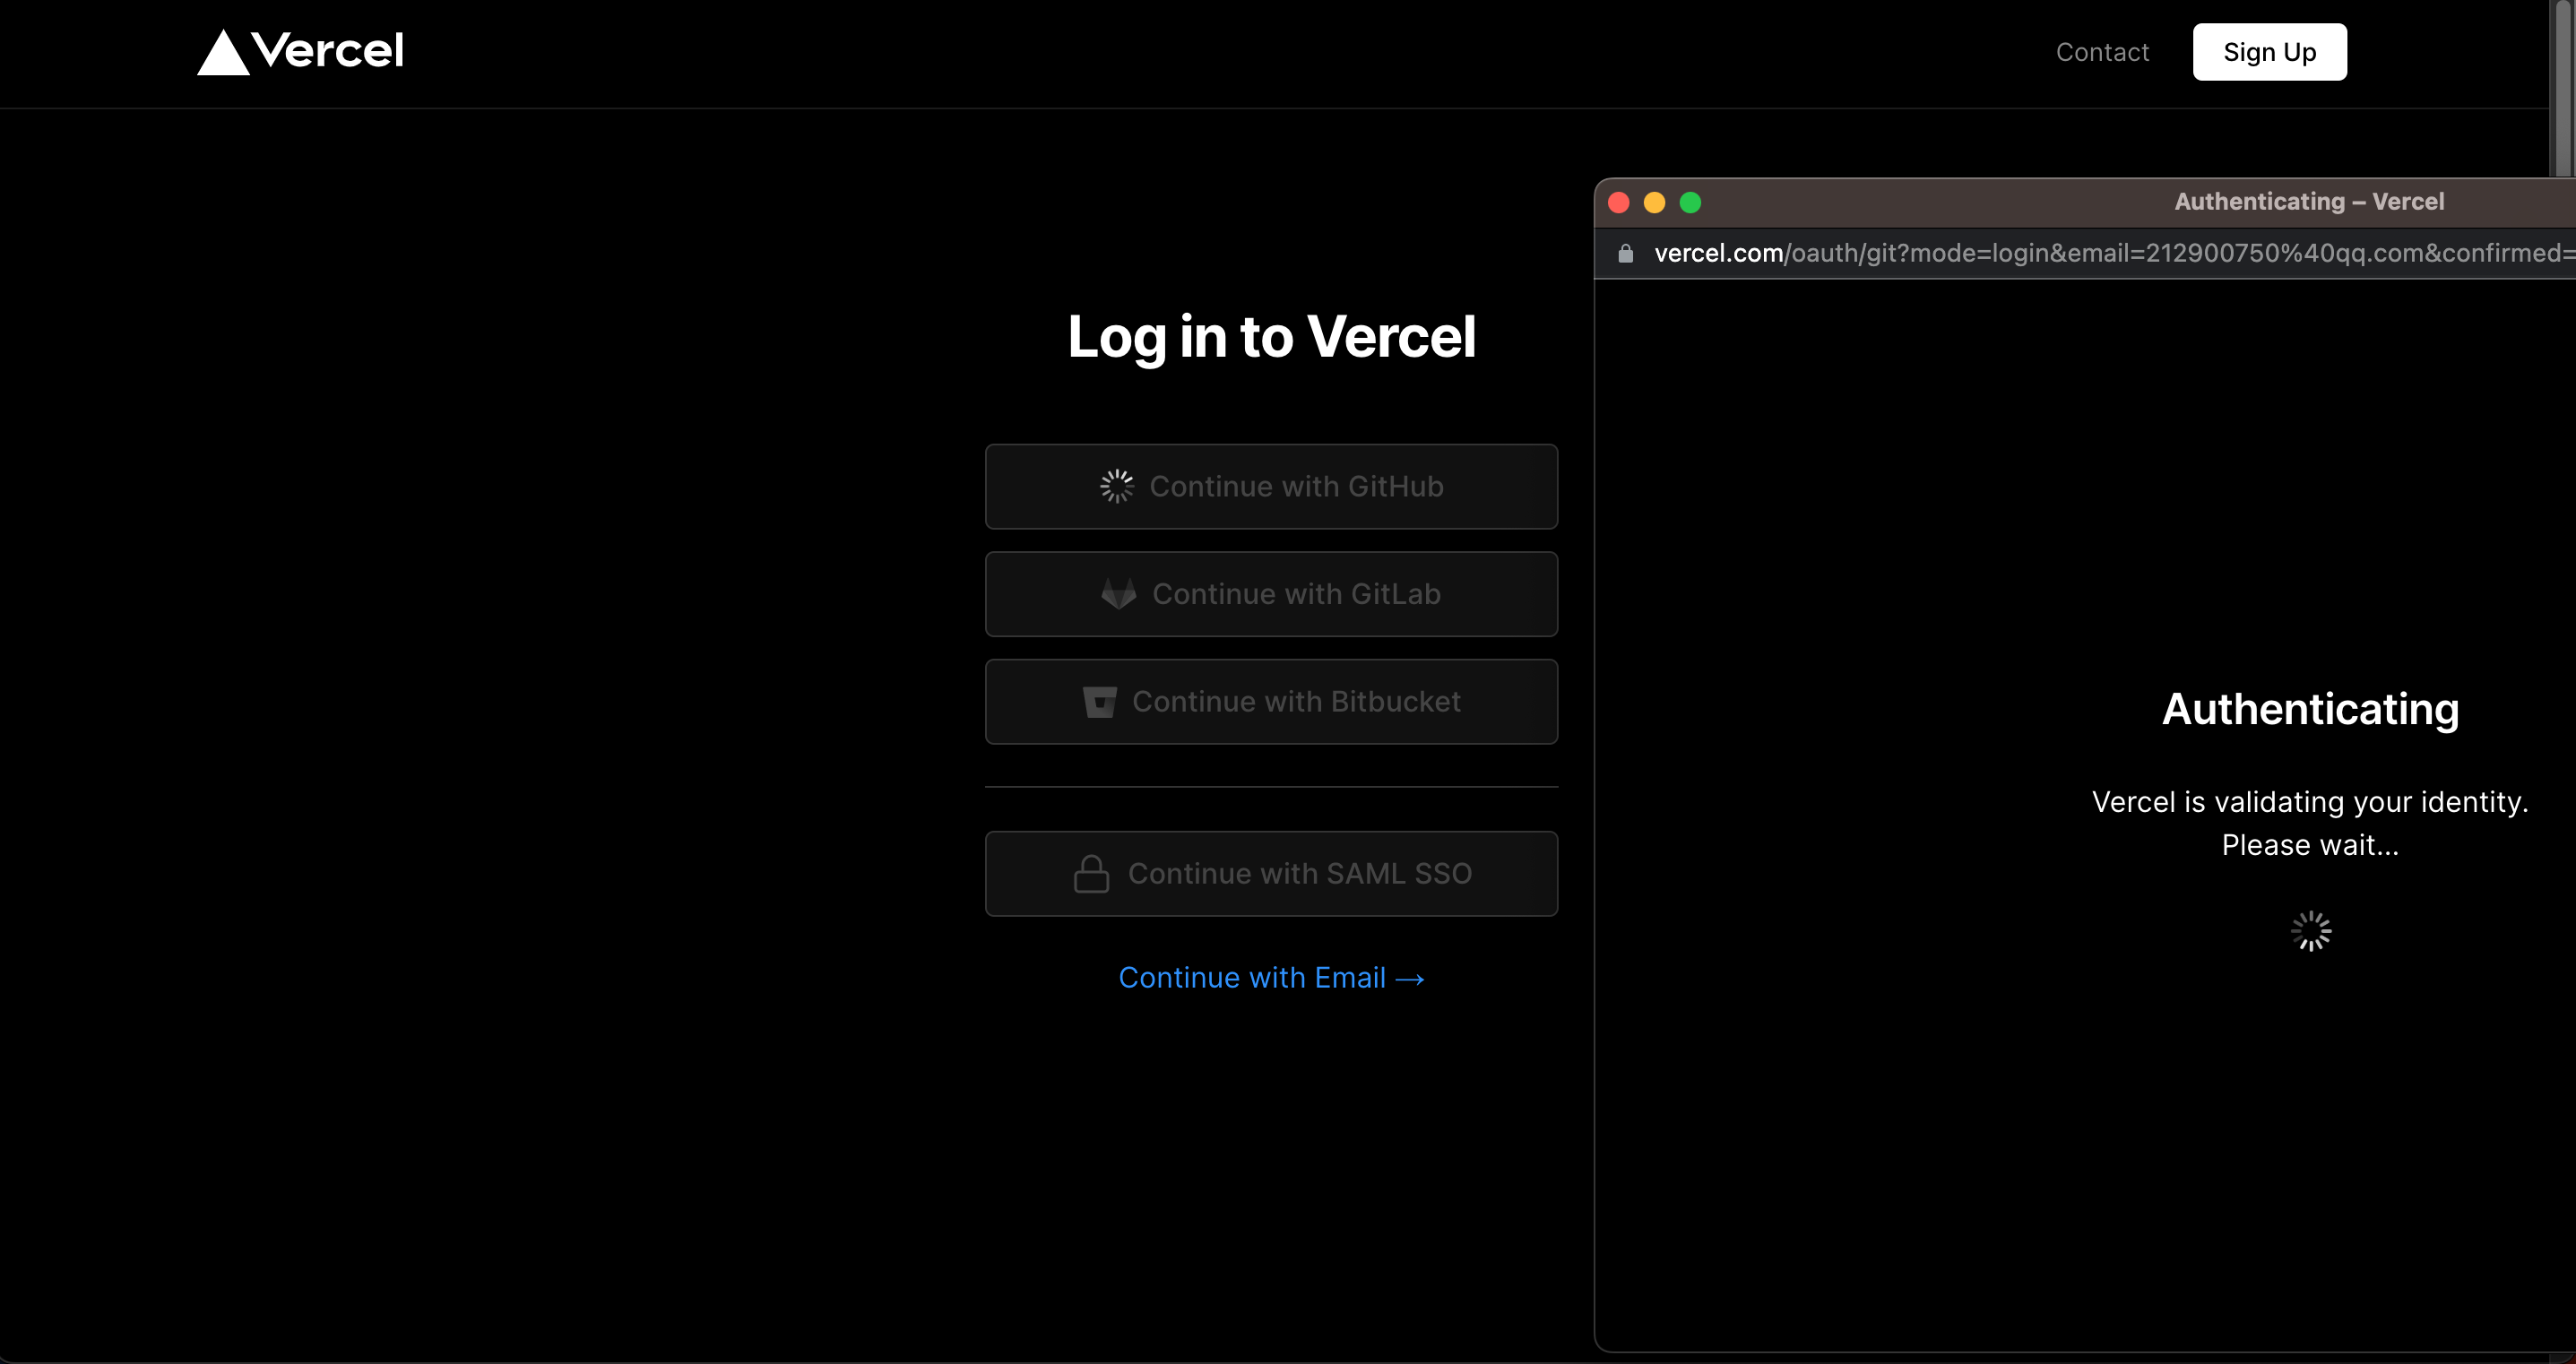 Vercel
Contact
Sign Up
Log in to Vercel
Continue with GitHub
Continue with GitLab
Continue with Bitbucket
Continue with SAML SSO
Continue with Email →
Authenticating – Vercel
vercel.com/oauth/git?mode=login&email=212900750%40qq.com&confirmed=
Authenticating
Vercel is validating your identity.
Please wait...